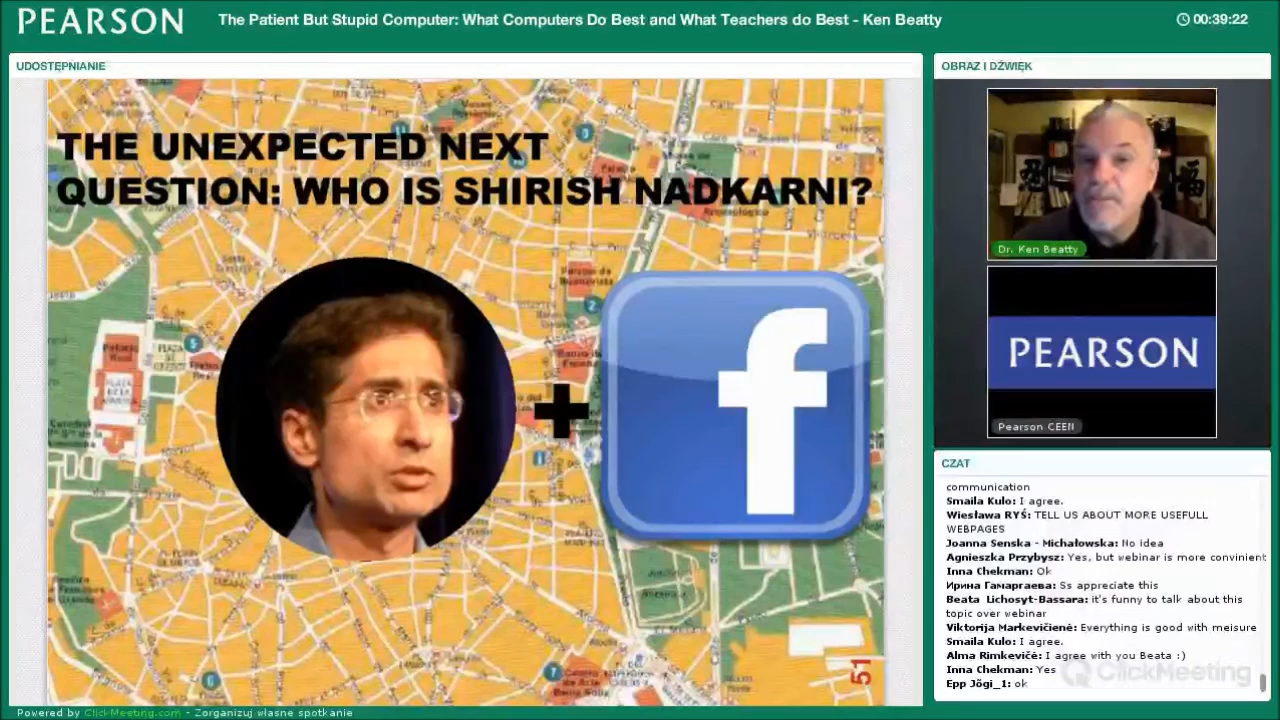 PEARSON
The Patient But Stupid Computer: What Computers Do Best and What Teachers do Best - Ken Beatty
00:39:22
UDOSTĘPNIANIE
THE UNEXPECTED NEXT
QUESTION: WHO IS SHIRISH NADKARNI?
51
OBRAZ I DŹWIĘK
Dr. Ken Beatty
PEARSON
Pearson CEEN
CZAT
communication
Smaila Kulo: I agree.
Wiesława RYŚ: TELL US ABOUT MORE USEFULL
WEBPAGES
Joanna Senska - Michałowska: No idea
Agnieszka Przybysz: Yes, but webinar is more convinient
Inna Chekman: Ok
Ирина Гамаргаева: Ss appreciate this
Beata Lichosyt-Bassara: it's funny to talk about this
topic over webinar
Viktorija Markevičienė: Everything is good with meisure
Smaila Kulo: I agree.
Alma Rimkevičė: I agree with you Beata :)
Inna Chekman: Yes
Epp Jõgi_1: ok
ClickMeeting
Powered by ClickMeeting.com - Zorganizuj własne spotkanie